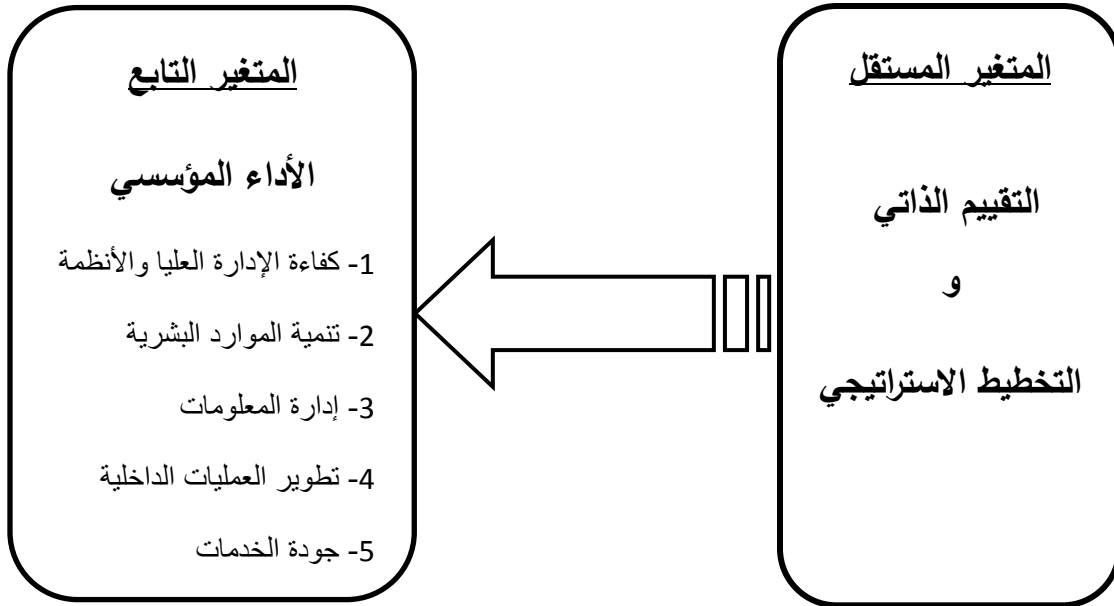 المتغير المستقل
التقييم الذاتي
و
التخطيط الاستراتيجي
المتغير التابع
الأداء المؤسسي
1- كفاءة الإدارة العليا والأنظمة
2- تنمية الموارد البشرية
3- إدارة المعلومات
4- تطوير العمليات الداخلية
5- جودة الخدمات